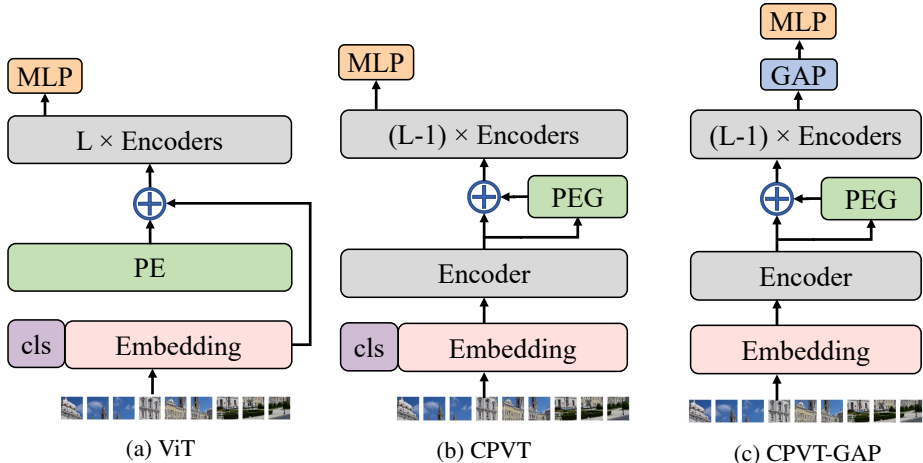 MLP
L × Encoders
PE
cls Embedding
(a) ViT
MLP
(L-1) × Encoders
PEG
Encoder
cls Embedding
(b) CPVT
MLP
GAP
(L-1) × Encoders
PEG
Encoder
Embedding
(c) CPVT-GAP